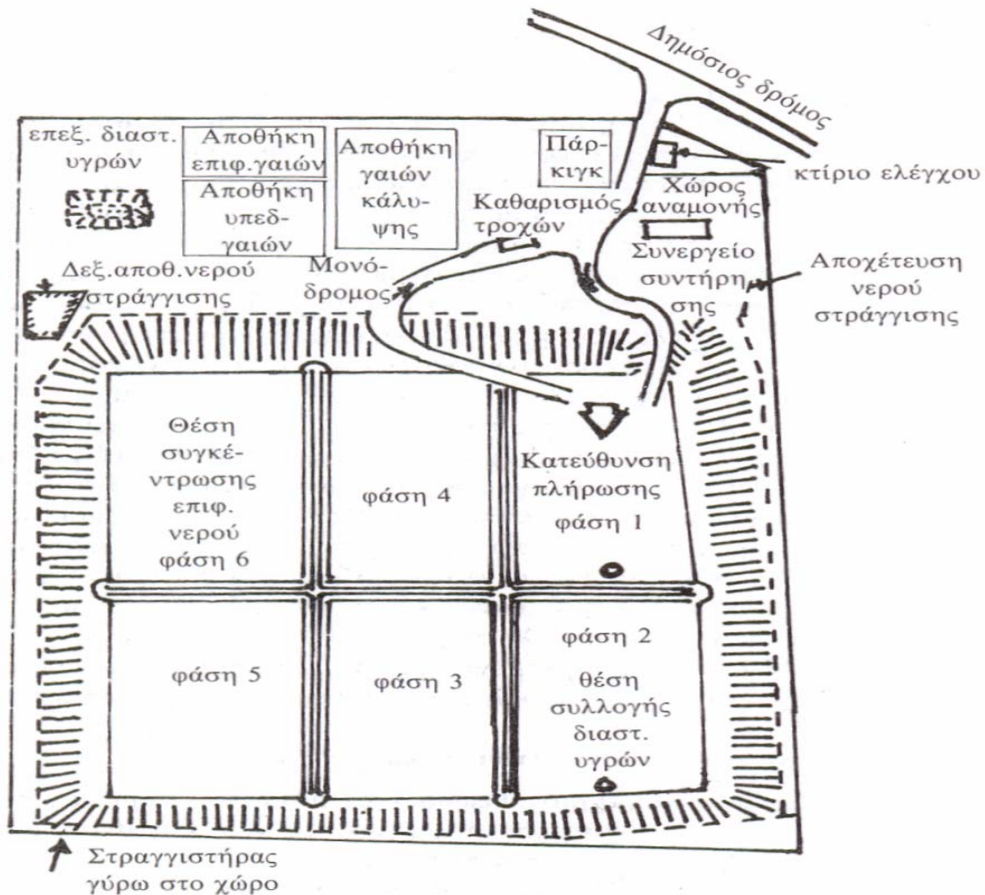 Δημόσιος δρόμος
επεξ. διαστ.
υγρών
Αποθήκη
επιφ.γαιών
Αποθήκη
υπεδ-
γαιών
Αποθήκη
γαιών
κάλυ-
ψης
Πάρ-
κιγκ
κτίριο ελέγχου
Χώρος
αναμονής
Καθαρισμός
τροχών
Συνεργείο
συντήρη
σης
Αποχέτευση
νερού
στράγγισης
Δεξ.αποθ.νερού
στράγγισης
Μονό-
δρομος
Θέση
συγκέ-
ντρωσης
επιφ.
νερού
φάση 6
φάση 4
Κατεύθυνση
πλήρωσης
φάση 1
φάση 5
φάση 3
φάση 2
θέση
συλλογής
διαστ.
υγρών
Στραγγιστήρας
γύρω στο χώρο